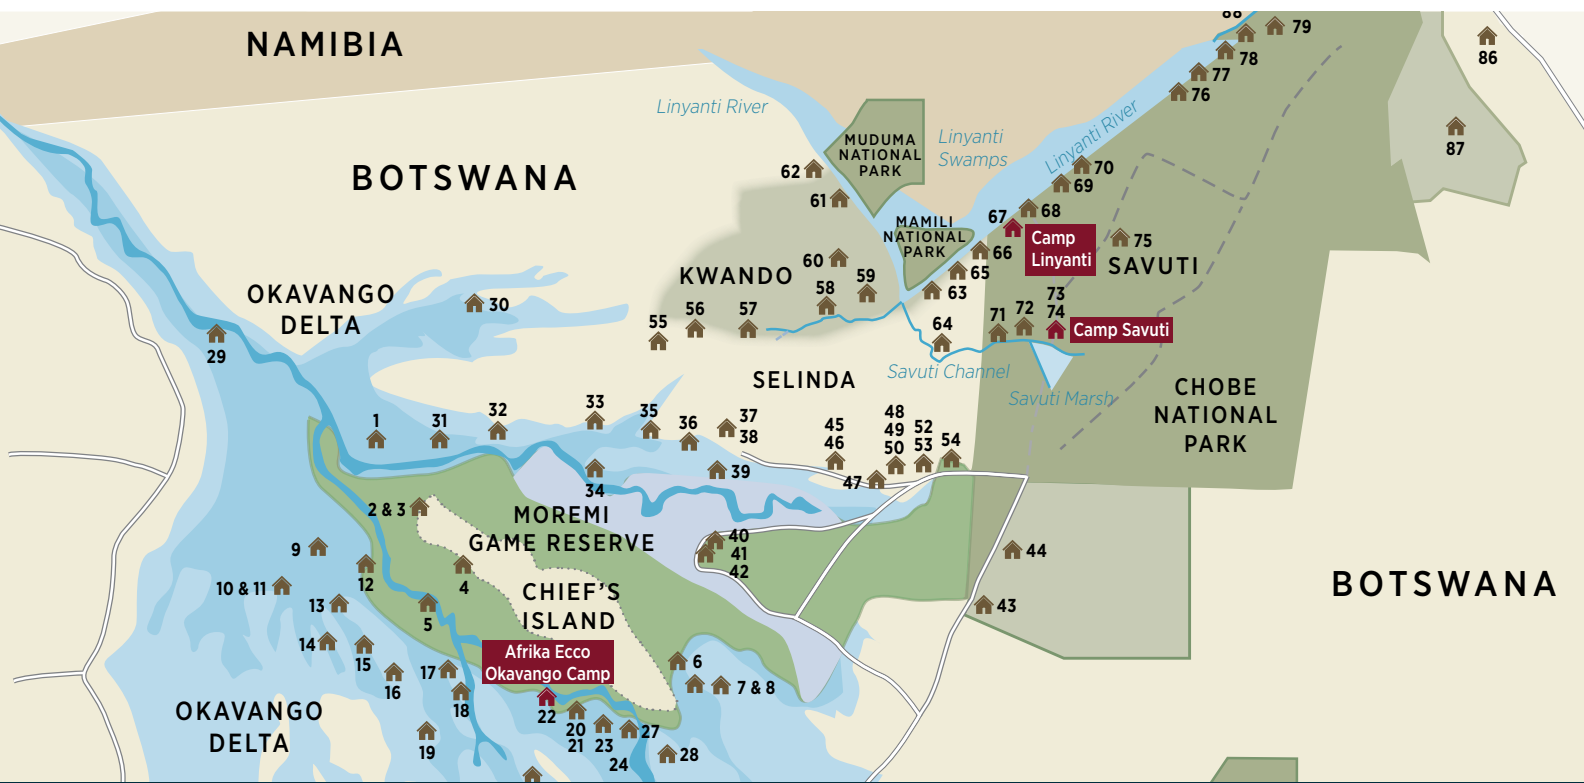 NAMIBIA
88
79
78
77
76
86
87
Linyanti River
MUDUMA
NATIONAL
PARK
Linyanti
Swamps
Linyanti River
BOTSWANA
62
61
70
69
68
67
Camp
Linyanti
MAMILI
NATIONAL
PARK
66
65
63
75
SAVUTI
KWANDO
60
59
58
57
56
55
64
71
72
73
74
Camp Savuti
OKAVANGO
DELTA
30
29
SELINDA
Savuti Channel
Savuti Marsh
CHOBE
NATIONAL
PARK
1
31
32
33
35
36
37
38
39
34
45
46
47
48
49
50
52
53
54
2 & 3
MOREMI
GAME RESERVE
40
41
42
44
43
BOTSWANA
9
10 & 11
12
13
14
15
16
4
5
CHIEF'S
ISLAND
Afrika Ecco
Okavango Camp
17
18
19
22
20
21
23
24
27
28
6
7 & 8
OKAVANGO
DELTA